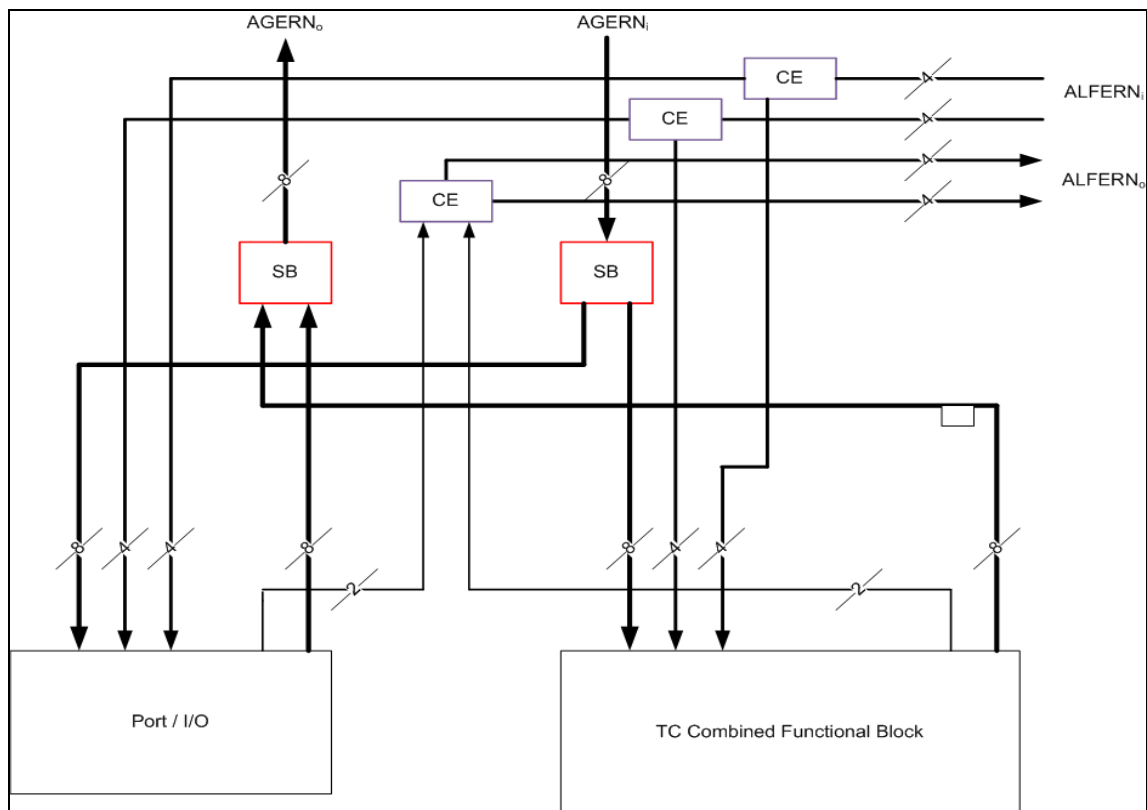 AGERNₒ
AGERNᵢ
CE
4
ALFERNᵢ
CE
4
4
ALFERNₒ
8
CE
8
4
SB
SB
8
4
4
8
8
4
4
8
2
2
Port / I/O
TC Combined Functional Block